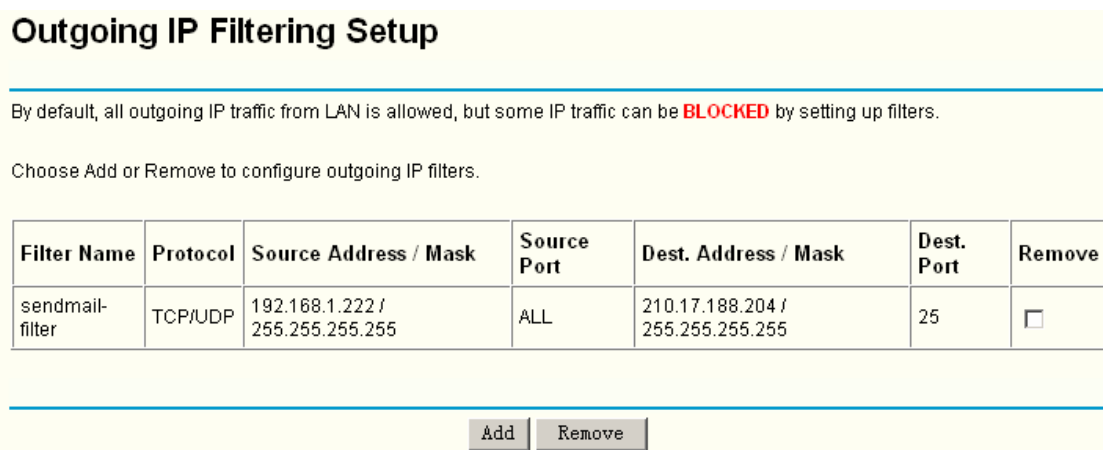 Outgoing IP Filtering Setup
By default, all outgoing IP traffic from LAN is allowed, but some IP traffic can be BLOCKED by setting up filters.
Choose Add or Remove to configure outgoing IP filters.
Filter Name Protocol Source Address / Mask Source Port Dest. Address / Mask Dest. Port Remove
sendmail-filter TCP/UDP 192.168.1.222 / 255.255.255.255 ALL 210.17.188.204 / 255.255.255.255 25
Add Remove